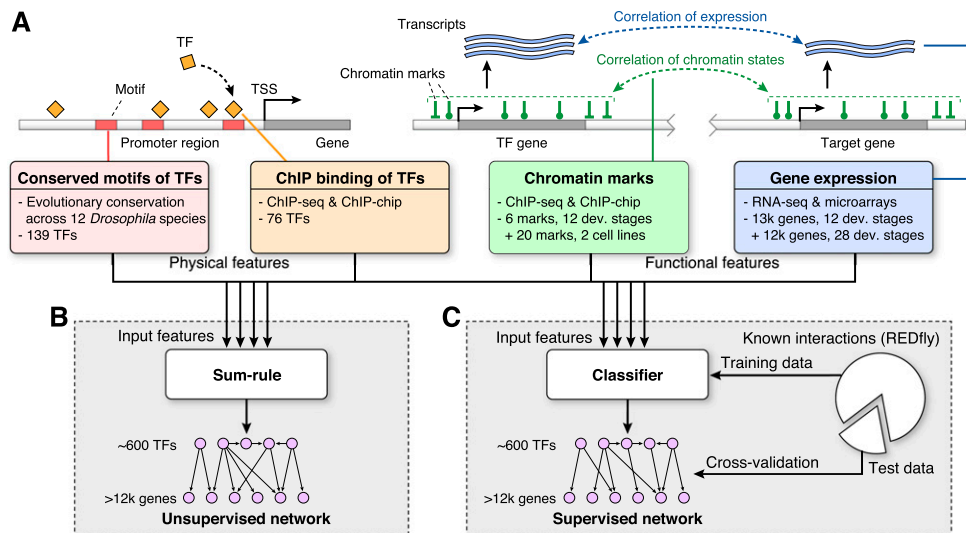 A
TF
Motif
TSS
Promoter region
Gene
Transcripts
Chromatin marks
TF gene
Correlation of expression
Correlation of chromatin states
Target gene
Conserved motifs of TFs
- Evolutionary conservation
across 12 Drosophila species
- 139 TFs
ChIP binding of TFs
- ChIP-seq & ChIP-chip
- 76 TFs
Chromatin marks
- ChIP-seq & ChIP-chip
- 6 marks, 12 dev. stages
+ 20 marks, 2 cell lines
Gene expression
- RNA-seq & microarrays
- 13k genes, 12 dev. stages
+ 12k genes, 28 dev. stages
Physical features
Functional features
B
Input features
Sum-rule
~600 TFs
>12k genes
Unsupervised network
C
Input features
Known interactions (REDfly)
Classifier
Training data
~600 TFs
Cross-validation
Test data
>12k genes
Supervised network